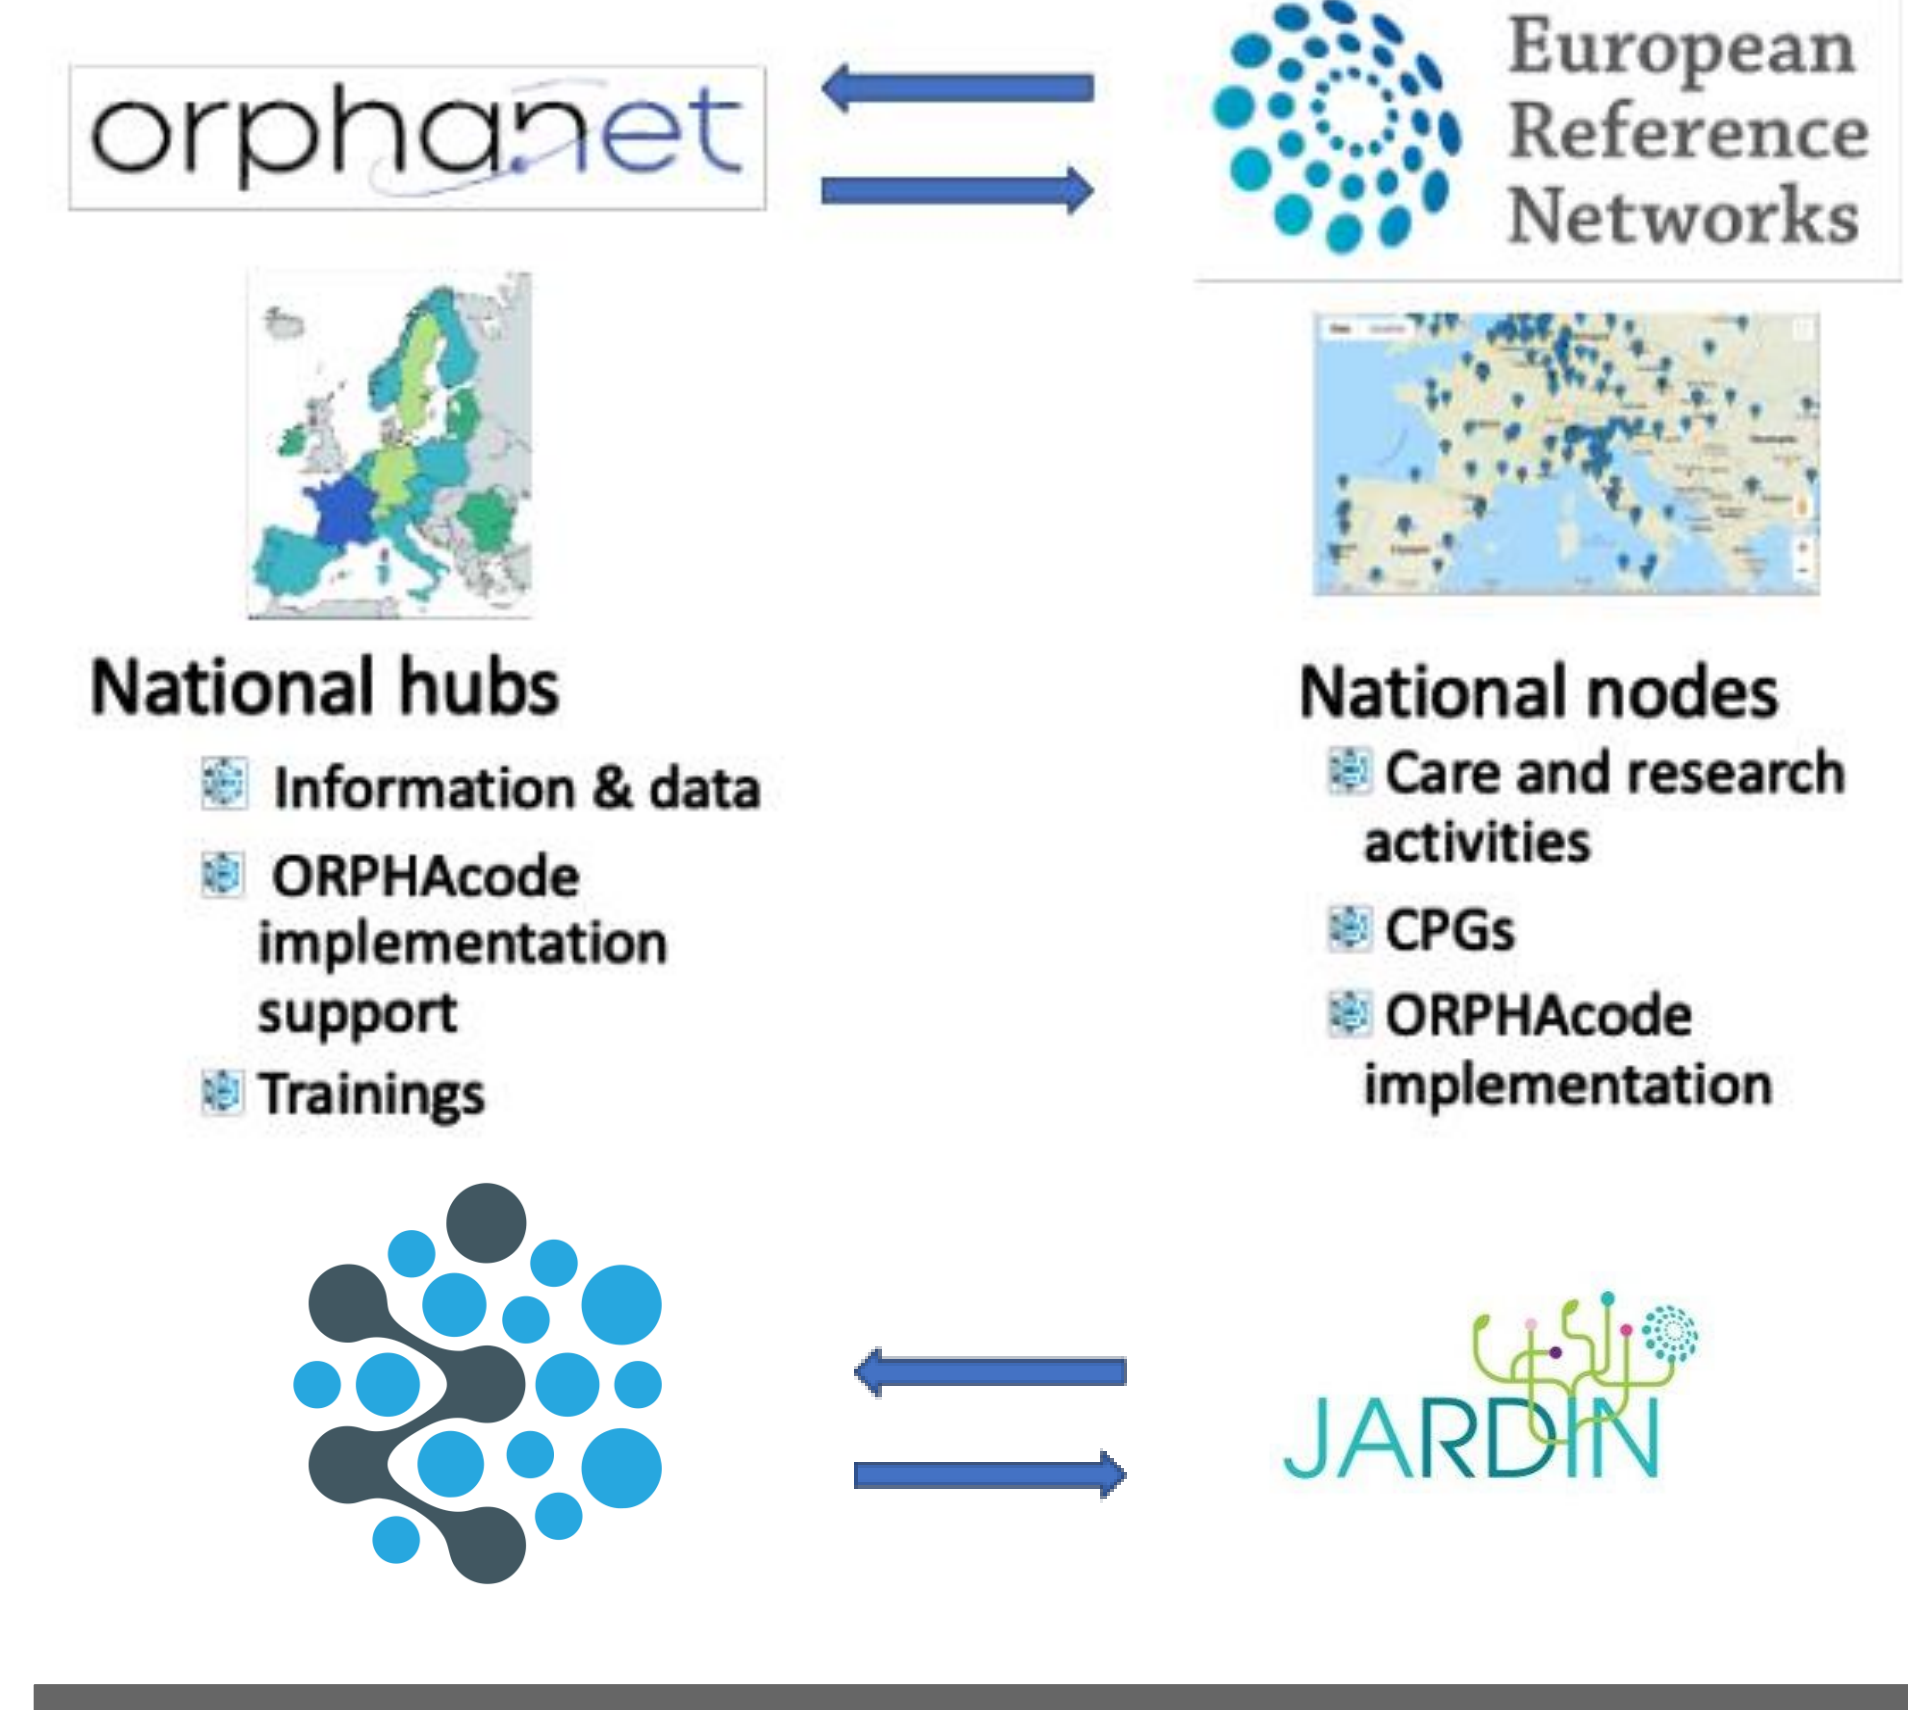 orphanet
European
Reference
Networks
National hubs
Information & data
ORPHAcode
implementation
support
Trainings
National nodes
Care and research
activities
CPGs
ORPHAcode
implementation
JARDIN